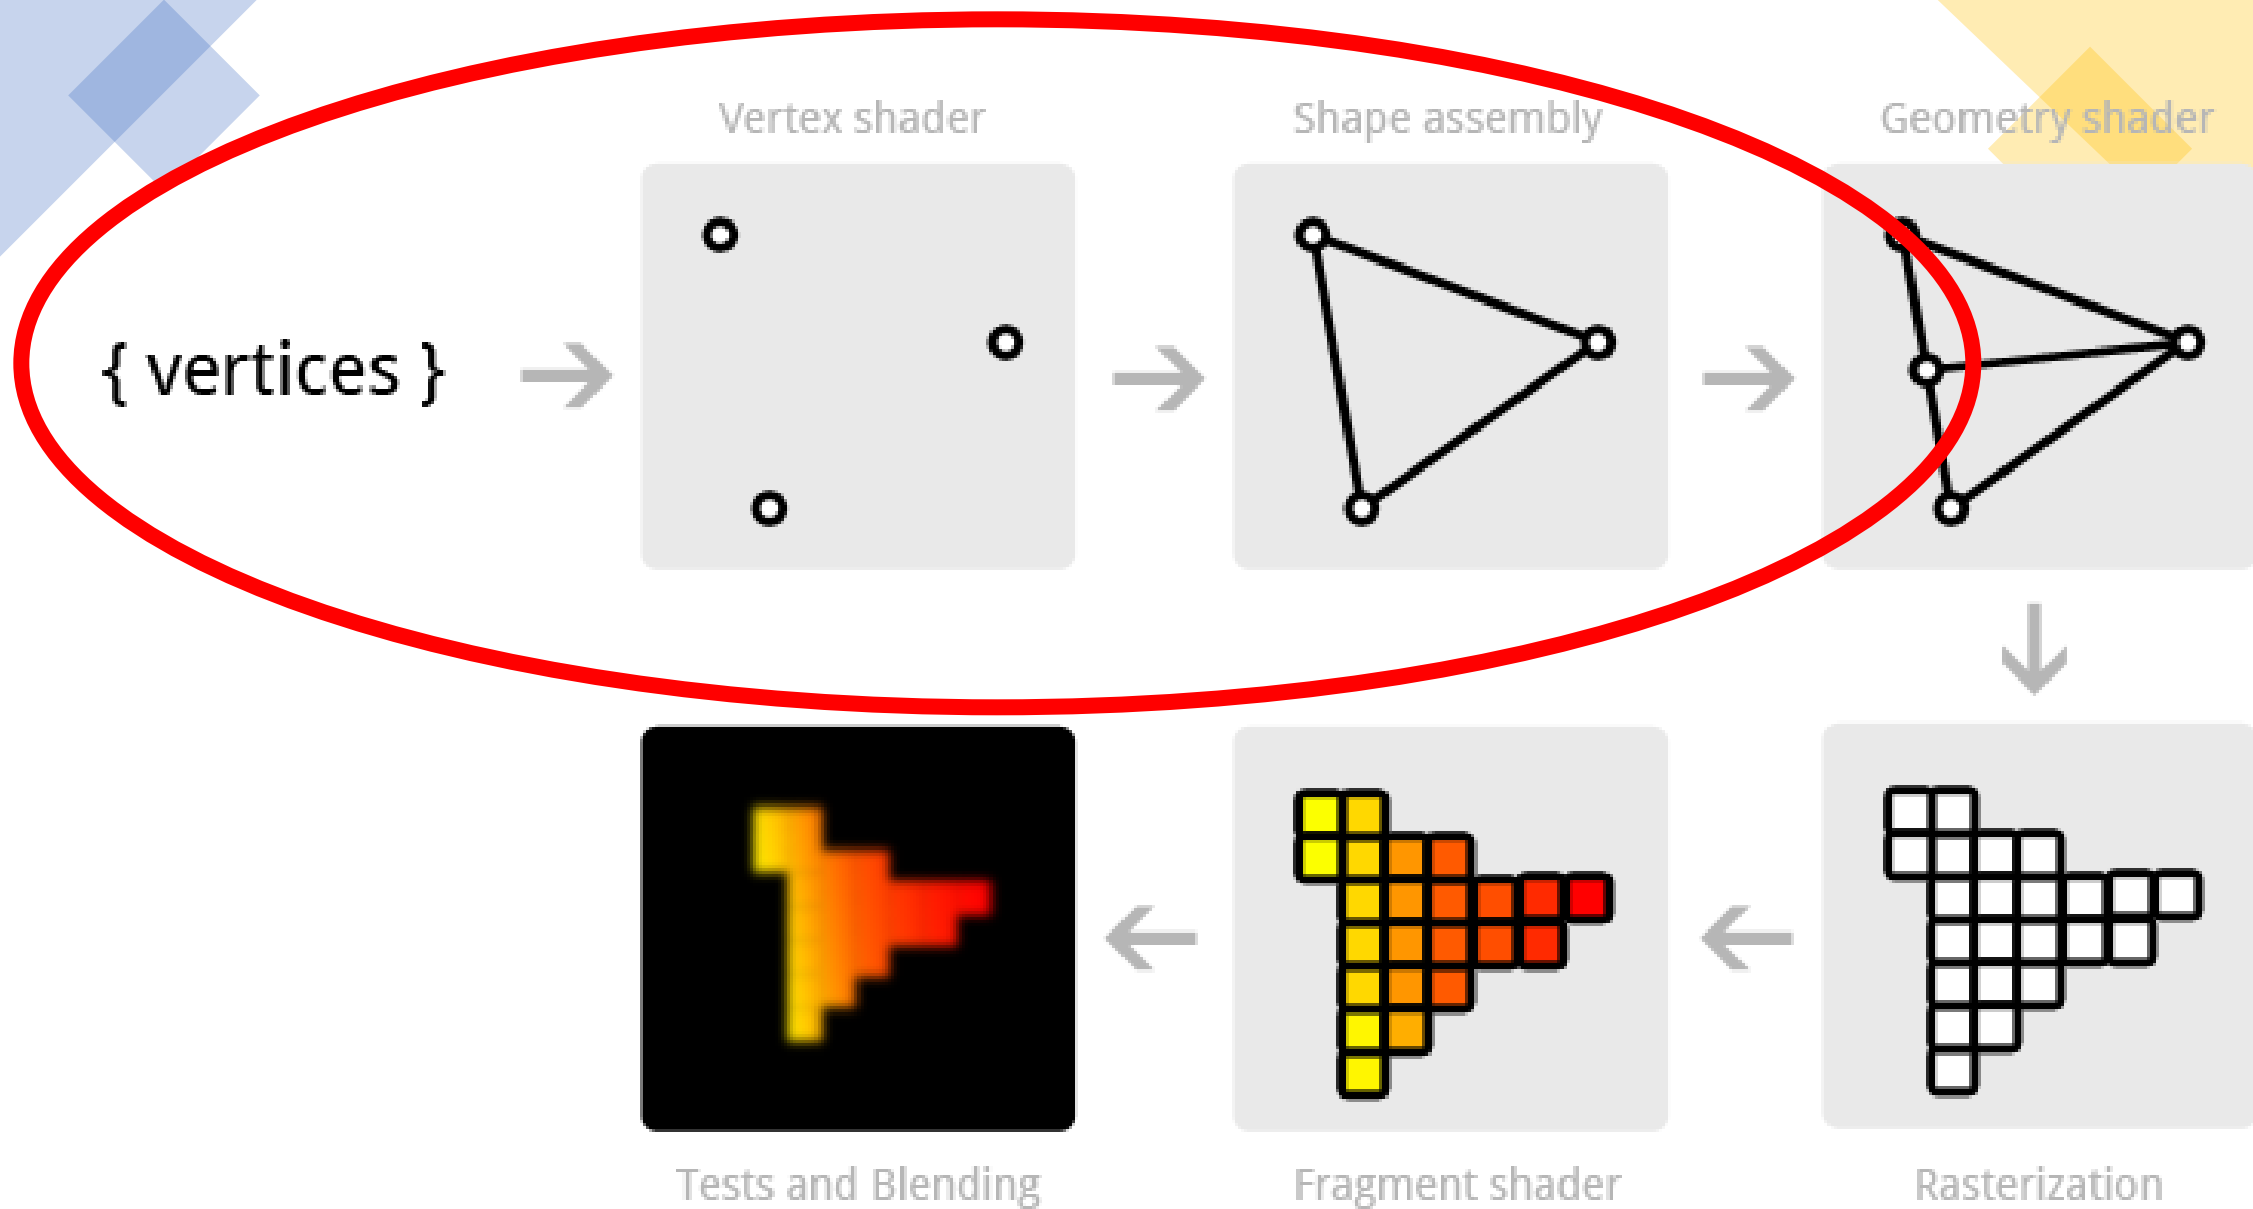 Vertex shader
Shape assembly
Geometry shader
{ vertices }
Tests and Blending
Fragment shader
Rasterization